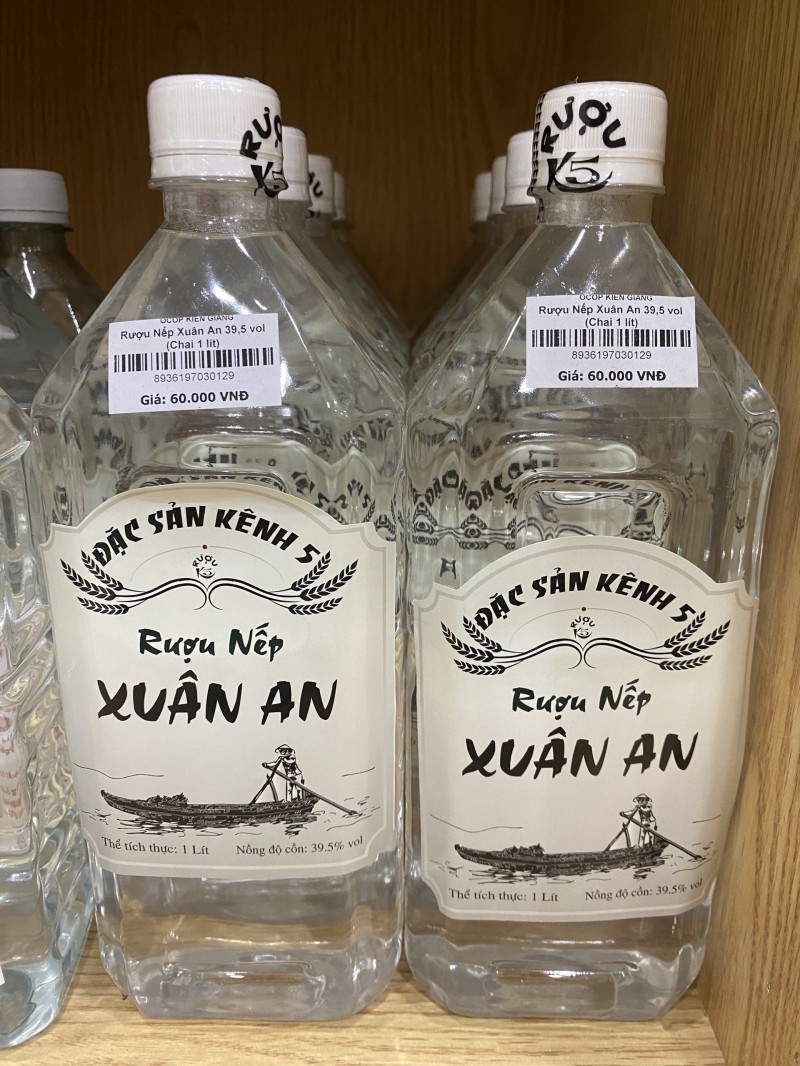 RƯỢU
K5
OCOP KIÊN GIANG
Rượu Nếp Xuân An 39,5 vol
(Chai 1 lít)
8936197030129
Giá: 60.000 VNĐ
ĐẶC SẢN KÊNH 5
RƯỢU
K5
Rượu Nếp
XUÂN AN
Thể tích thực: 1 Lít
Nồng độ cồn: 39.5% vol
RƯỢU
K5
OCOP KIÊN GIANG
Rượu Nếp Xuân An 39,5 vol
(Chai 1 lít)
8936197030129
Giá: 60.000 VNĐ
ĐẶC SẢN KÊNH 5
RƯỢU
K5
Rượu Nếp
XUÂN AN
Thể tích thực: 1 Lít
Nồng độ cồn: 39.5% vol